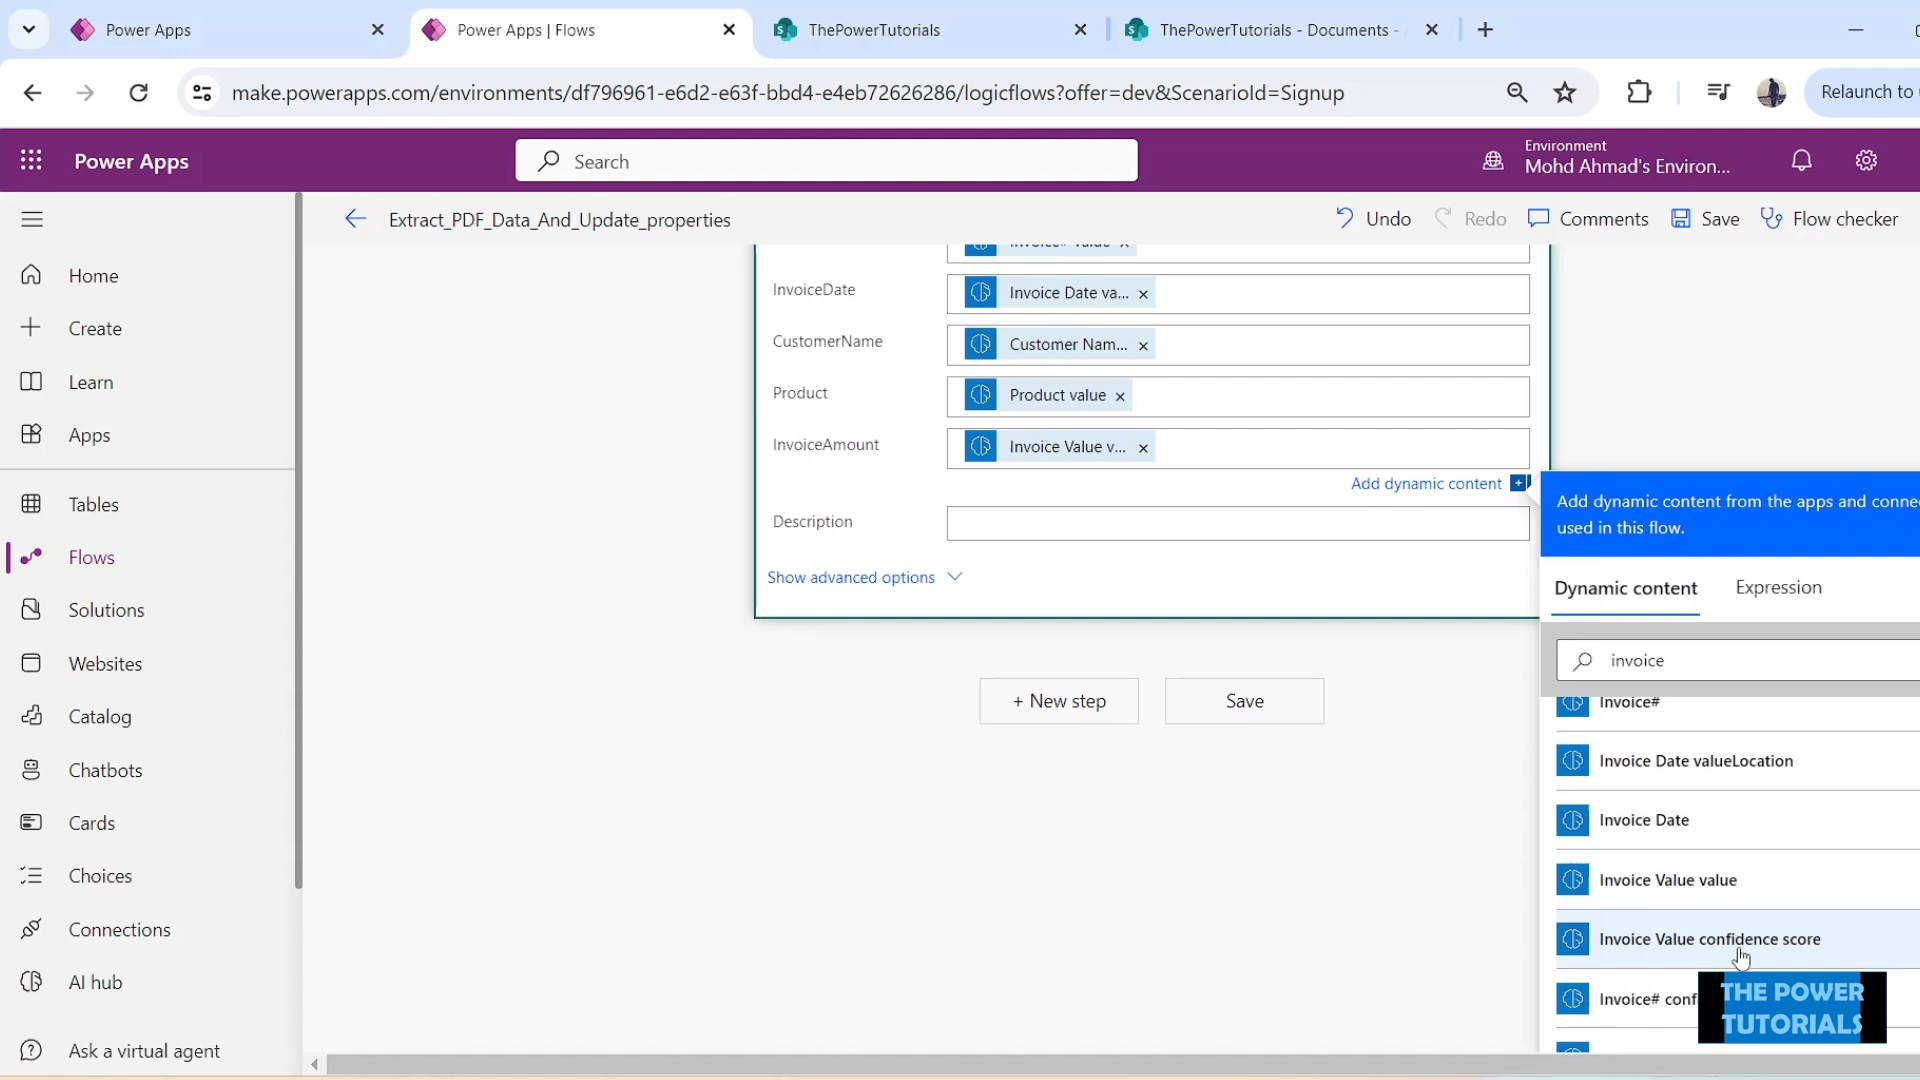 Power Apps
Power Apps | Flows
ThePowerTutorials
ThePowerTutorials - Documents -
make.powerapps.com/environments/df796961-e6d2-e63f-bbd4-e4eb72626286/logicflows?offer=dev&ScenarioId=Signup
Relaunch to
Power Apps
Search
Environment
Mohd Ahmad's Environ...
Extract_PDF_Data_And_Update_properties
Undo
Redo
Comments
Save
Flow checker
Home
Create
Learn
Apps
Tables
Flows
Solutions
Websites
Catalog
Chatbots
Cards
Choices
Connections
AI hub
Ask a virtual agent
Invoice# value
InvoiceDate
Invoice Date va...
CustomerName
Customer Nam...
Product
Product value
InvoiceAmount
Invoice Value v...
Add dynamic content
Description
Show advanced options
+ New step
Save
Add dynamic content from the apps and
used in this flow.
Dynamic content
Expression
invoice
Invoice#
Invoice Date valueLocation
Invoice Date
Invoice Value value
Invoice Value confidence score
Invoice#
THE POWER
TUTORIALS